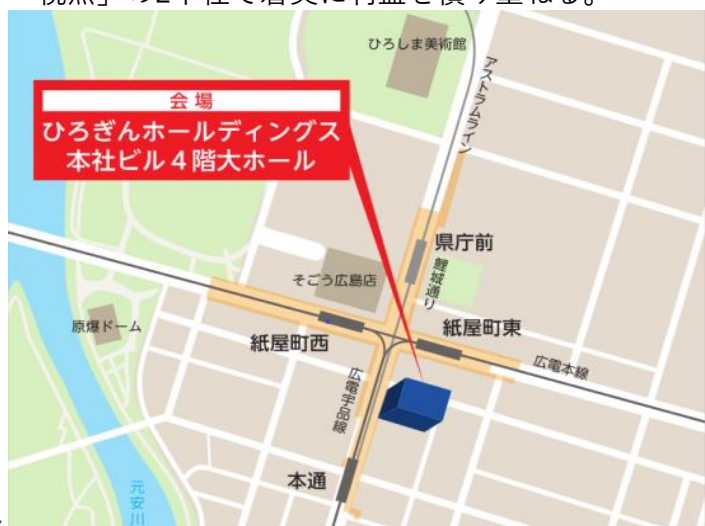 視点」の2本柱で着実に利益を積み重ねる。
ひろしま美術館
アストラムライン
会場
ひろぎんホールディングス
本社ビル4階大ホール
県庁前
鯉城通り
そごう広島店
原爆ドーム
紙屋町西
紙屋町東
広電本線
広電宇品線
本通
元安川